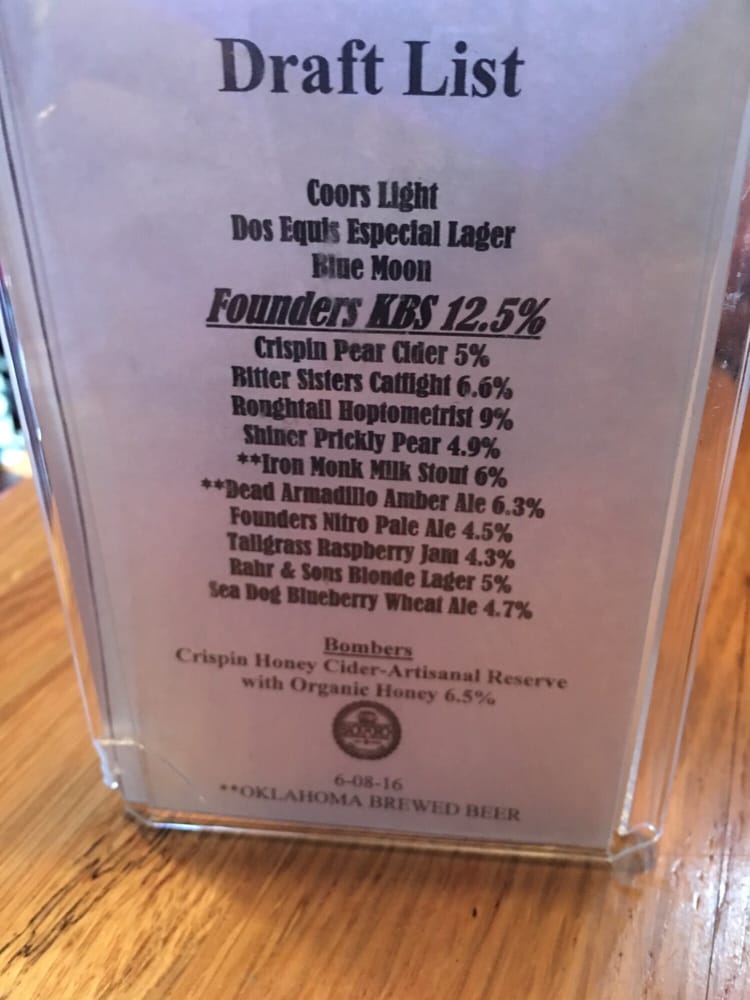 Draft List
Coors Light
Dos Equis Especial Lager
Blue Moon
Founders KBS 12.5%
Crispin Pear Cider 5%
Ritter Sisters Catfight 6.6%
Roughtail Hoptometrist 9%
Shiner Prickly Pear 4.9%
**Iron Monk Milk Stout 6%
**Dead Armadillo Amber Ale 6.3%
Founders Nitro Pale Ale 4.5%
Tallgrass Raspberry Jam 4.3%
Rahr & Sons Blonde Lager 5%
Sea Dog Blueberry Wheat Ale 4.7%
Bombers
Crispin Honey Cider-Artisanal Reserve
with Organic Honey 6.5%
6-08-16
**OKLAHOMA BREWED BEER